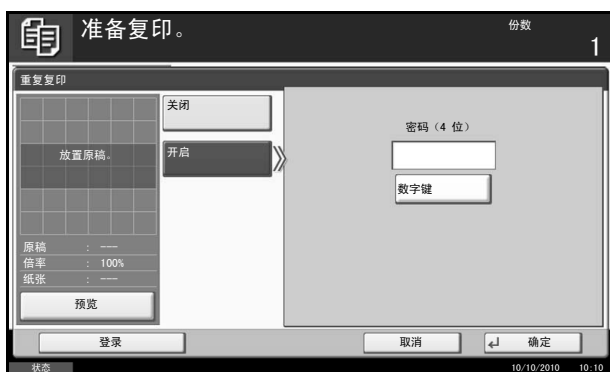 准备复印。
份数
1
重复复印
放置原稿。
原稿 : ---
倍率 : 100%
纸张 : ---
预览
关闭
开启
密码（4 位）
数字键
登录
取消
确定
状态
10/10/2010 10:10